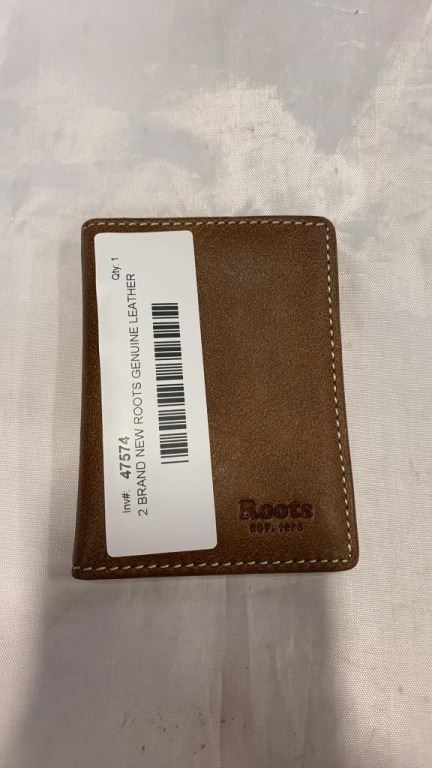 Inv#: 47574 Qty: 1
2 BRAND NEW ROOTS GENUINE LEATHER
Roots
EST. 1973